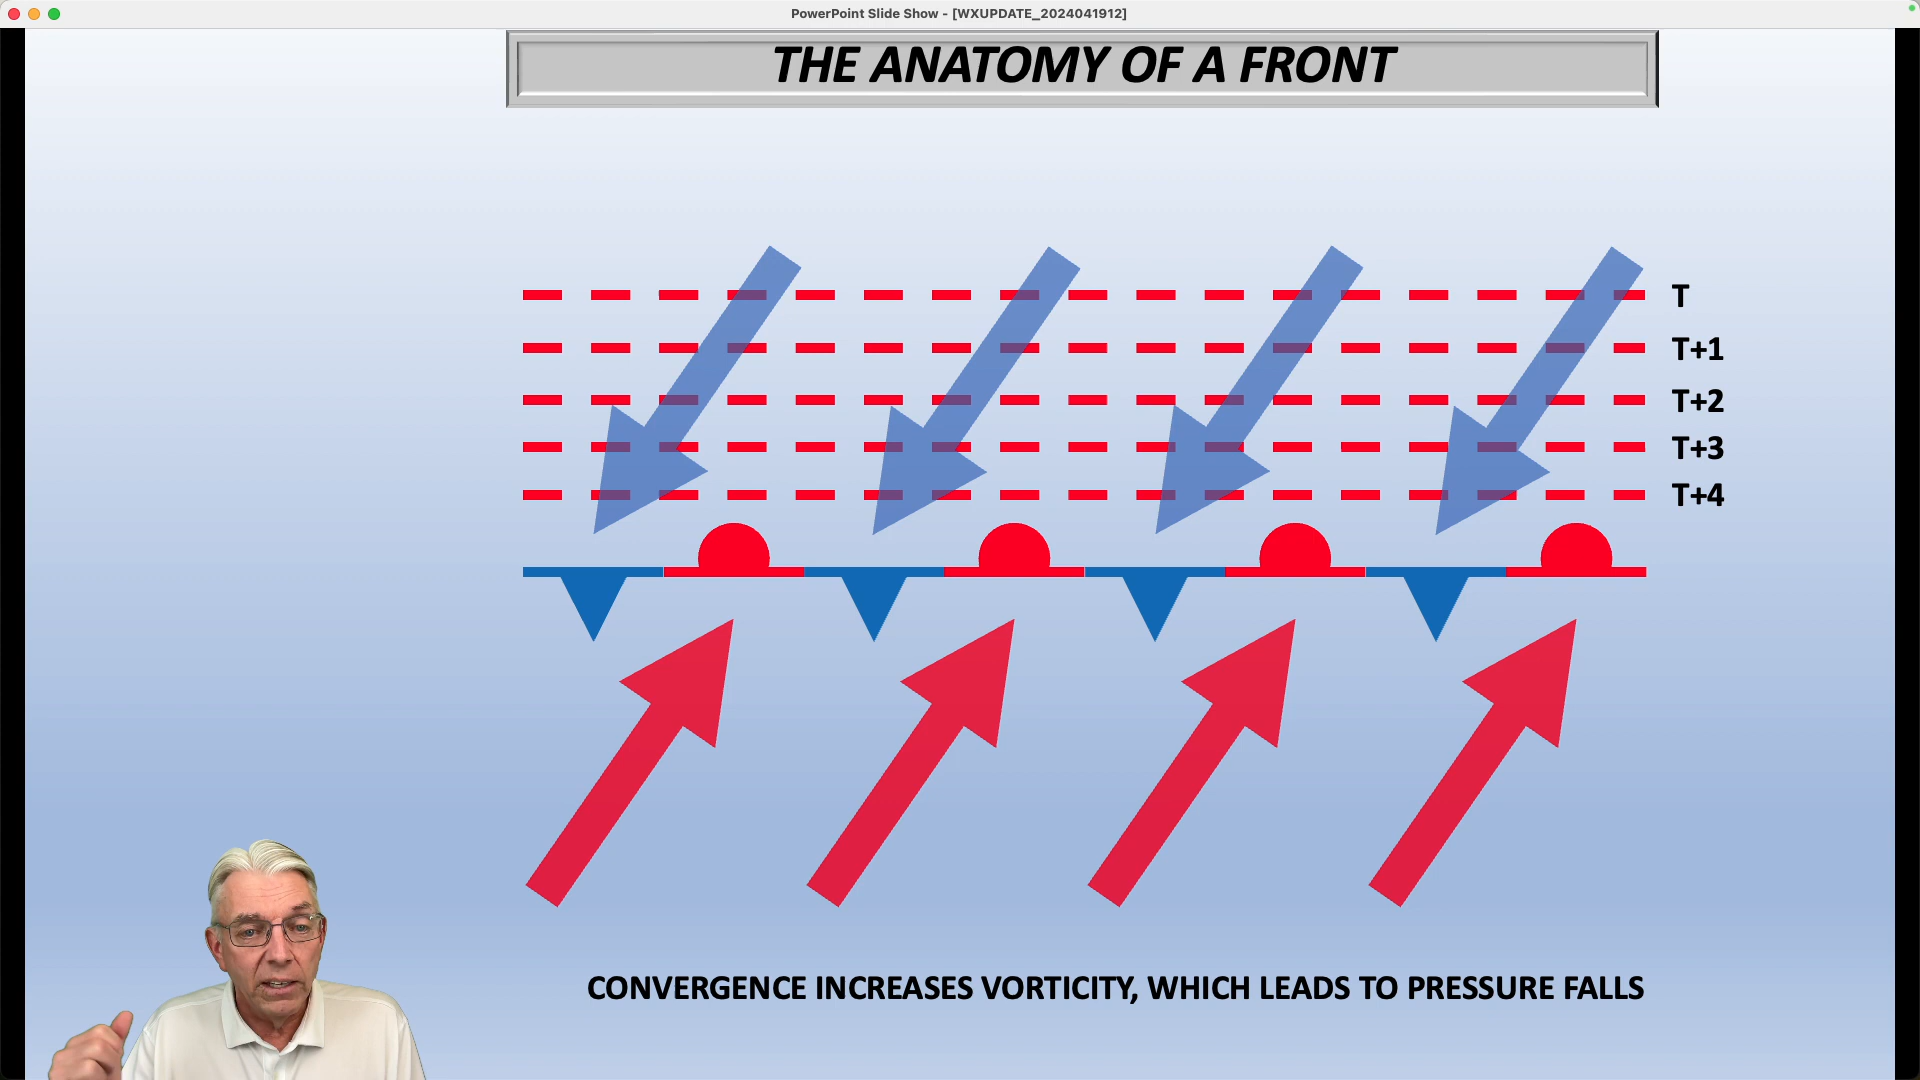 PowerPoint Slide Show - [WXUPDATE_2024041912]
THE ANATOMY OF A FRONT
T
T+1
T+2
T+3
T+4
CONVERGENCE INCREASES VORTICITY, WHICH LEADS TO PRESSURE FALLS